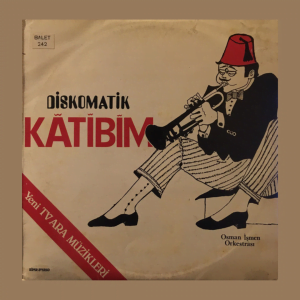 BALET
242
DİSKOMATİK
KÂTİBİM
Yeni TV ARA MÜZİKLERİ
Osman İşmen
Orkestrası